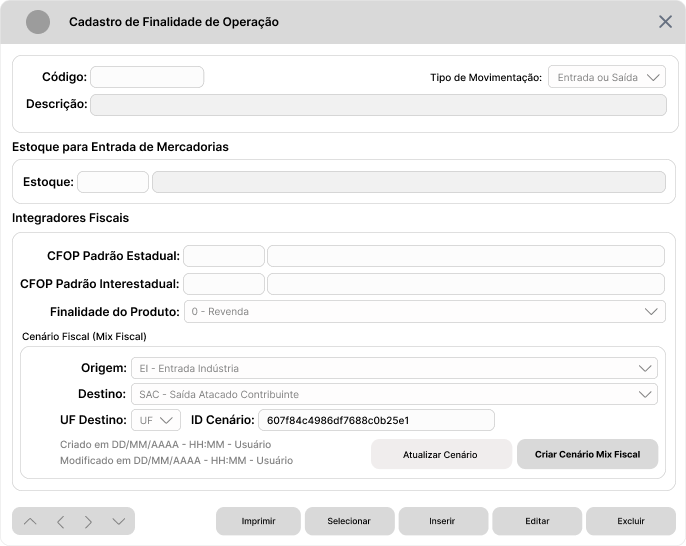 Cadastro de Finalidade de Operação
Código:
Tipo de Movimentação: Entrada ou Saída
Descrição:
Estoque para Entrada de Mercadorias
Estoque:
Integradores Fiscais
CFOP Padrão Estadual:
CFOP Padrão Interestadual:
Finalidade do Produto: 0 - Revenda
Cenário Fiscal (Mix Fiscal)
Origem: EI - Entrada Indústria
Destino: SAC - Saída Atacado Contribuinte
UF Destino: UF ID Cenário: 607f84c4986df7688c0b25e1
Criado em DD/MM/AAAA - HH:MM - Usuário
Modificado em DD/MM/AAAA - HH:MM - Usuário
Atualizar Cenário Criar Cenário Mix Fiscal
Imprimir Selecionar Inserir Editar Excluir